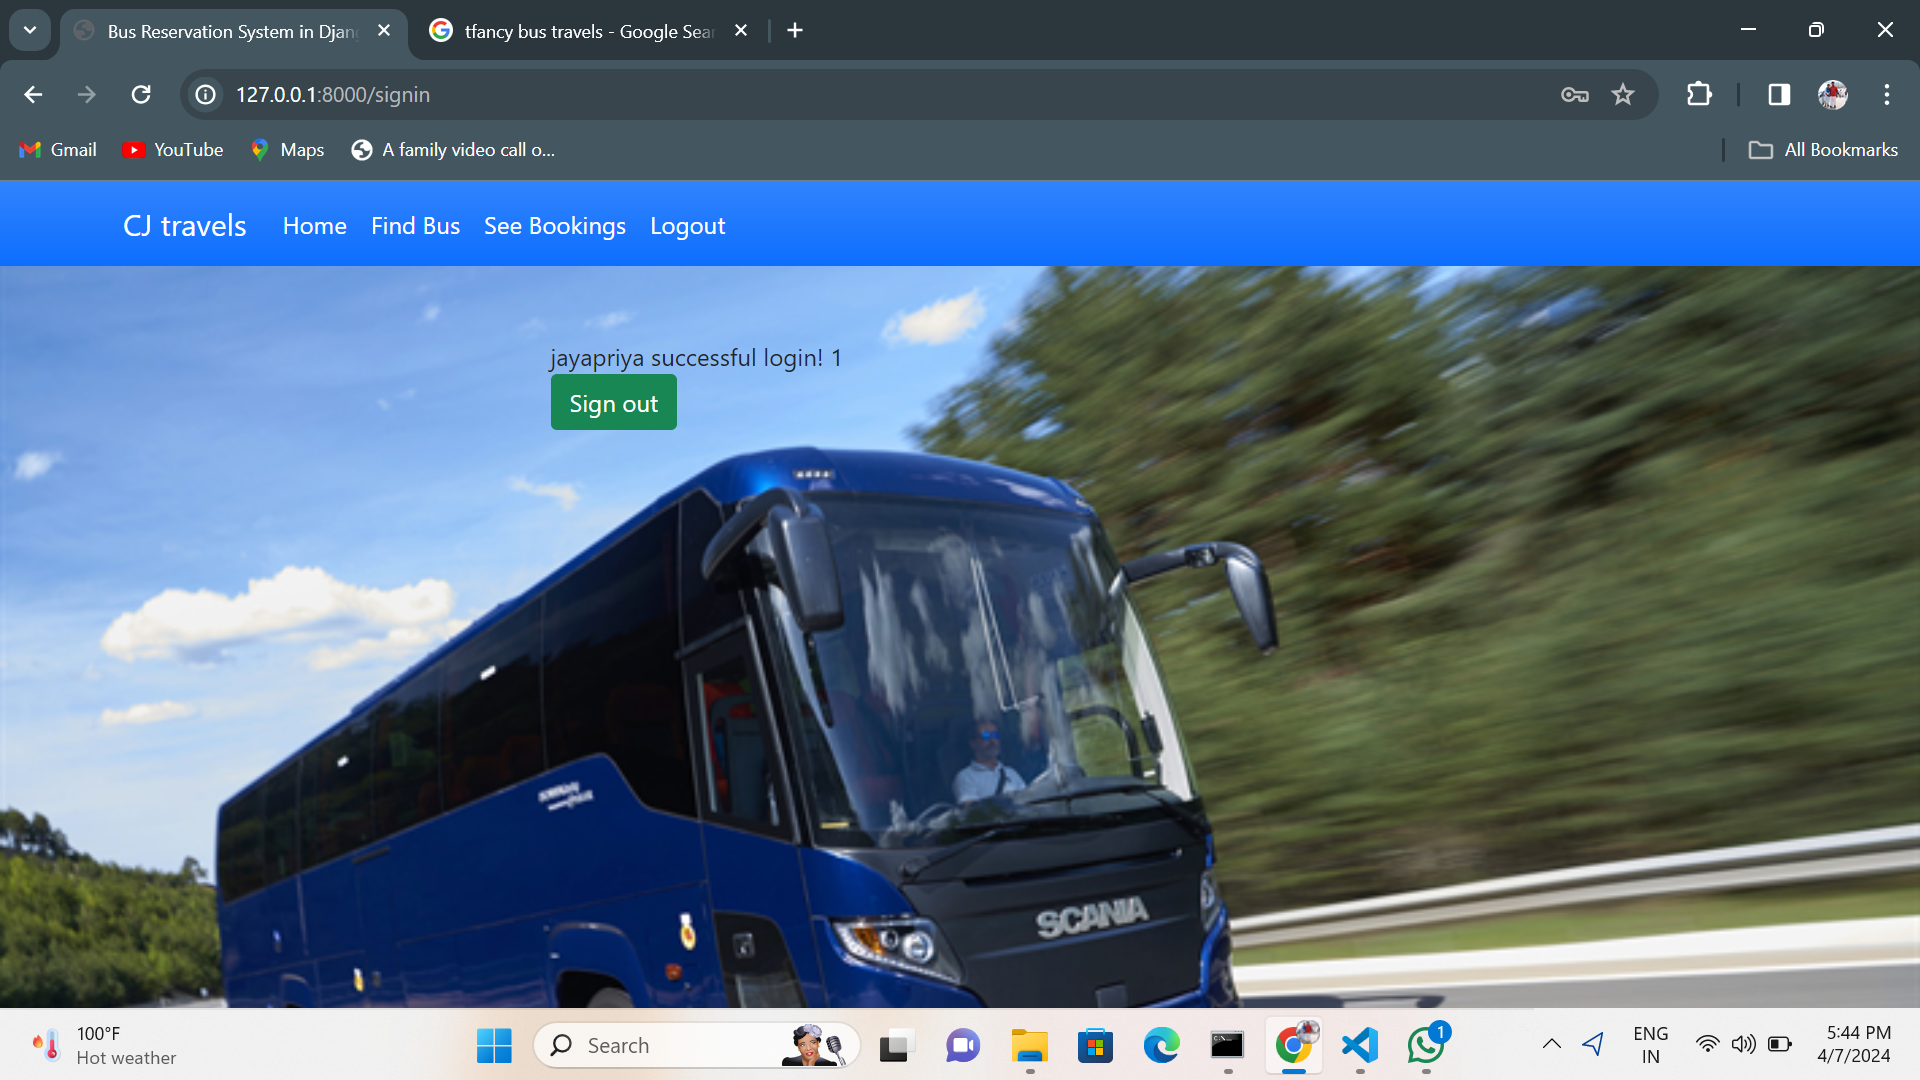 Bus Reservation System in Djan
tfancy bus travels - Google Sear
127.0.0.1:8000/signin
Gmail
YouTube
Maps
A family video call o...
All Bookmarks
CJ travels
Home
Find Bus
See Bookings
Logout
jayapriya successful login! 1
Sign out
SCANIA
100°F
Hot weather
Search
1
ENG
IN
5:44 PM
4/7/2024